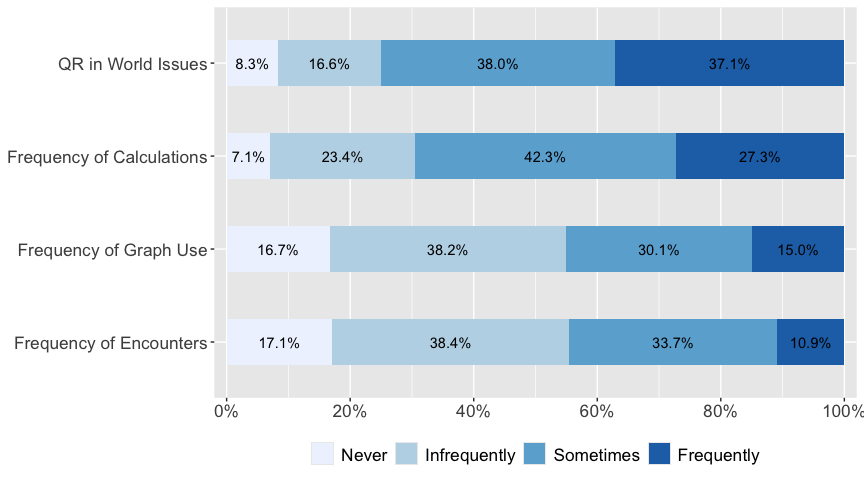 QR in World Issues 8.3% 16.6% 38.0% 37.1%
Frequency of Calculations 7.1% 23.4% 42.3% 27.3%
Frequency of Graph Use 16.7% 38.2% 30.1% 15.0%
Frequency of Encounters 17.1% 38.4% 33.7% 10.9%
0% 20% 40% 60% 80% 100%
Never Infrequently Sometimes Frequently